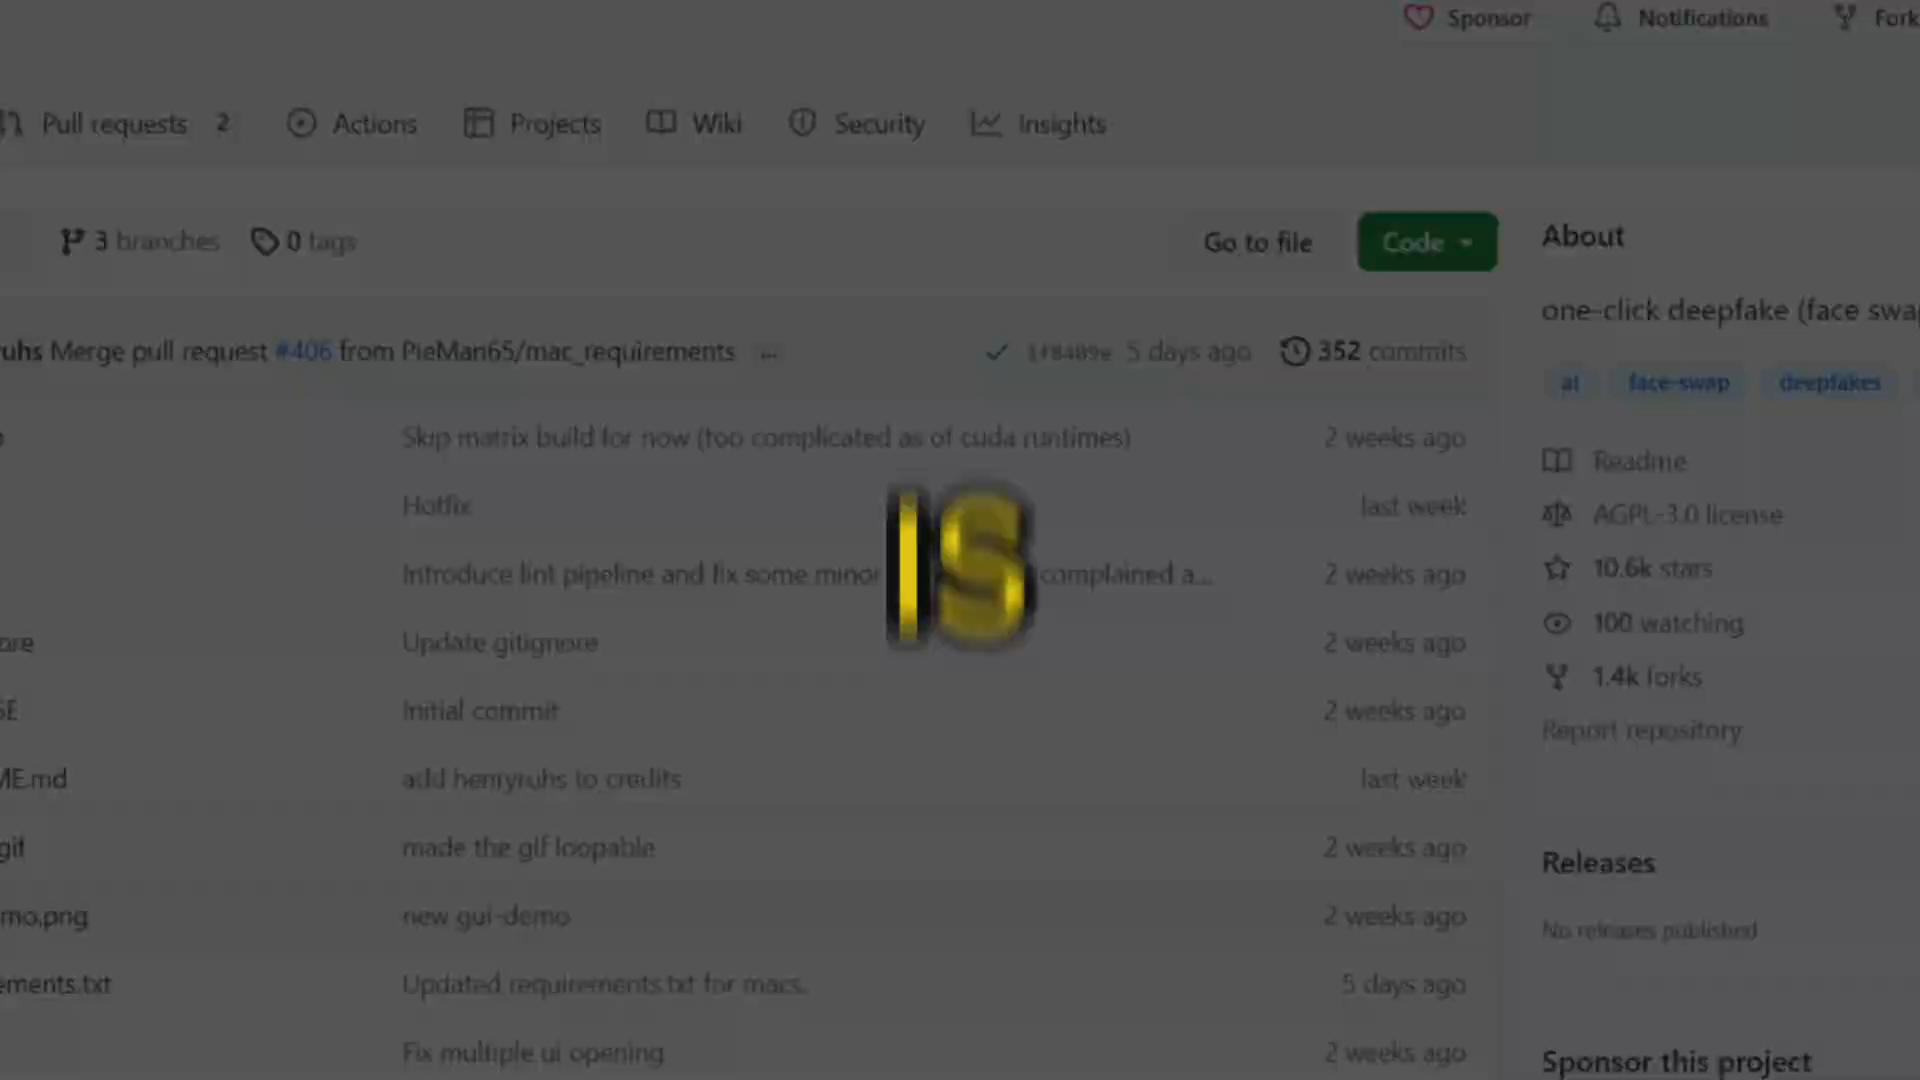 Sponsor Notifications Fork
Pull requests 2 Actions Projects Wiki Security Insights
3 branches 0 tags Go to file Code
About
one-click deepfake (face swap
uhs Merge pull request #406 from PieMan65/mac_requirements ... 5 days ago 352 commits
ai face-swap deepfakes
Skip matrix build for now (too complicated as of cuda runtimes) 2 weeks ago
Readme
Hotfix last week
AGPL-3.0 license
IS
Introduce lint pipeline and fix some minor complained a... 2 weeks ago
10.6k stars
100 watching
ore Update gitignore 2 weeks ago
1.4k forks
SE Initial commit 2 weeks ago
Report repository
ME.md add henryruhs to credits last week
gif made the gif loopable 2 weeks ago
Releases
mo.png new gui-demo 2 weeks ago
No releases published
ements.txt Updated requirements.txt for macs. 5 days ago
Fix multiple ui opening 2 weeks ago
Sponsor this project